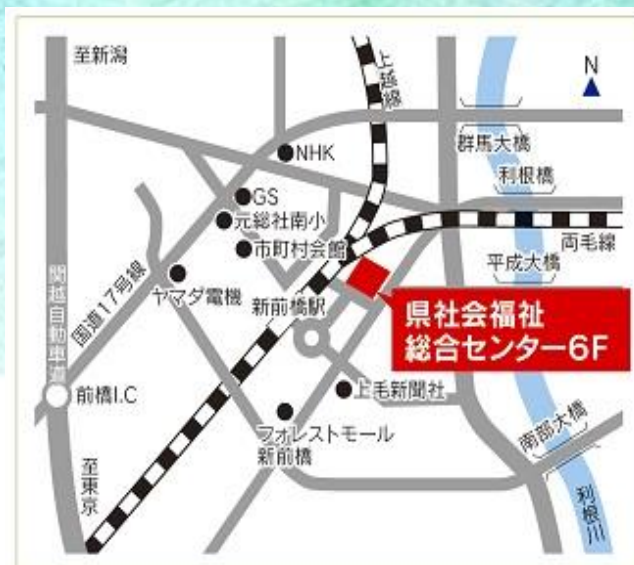 至新潟
上越線
N
群馬大橋
NHK
利根橋
GS
元総社南小
市町村会館
両毛線
平成大橋
ヤマダ電機
新前橋駅
国道17号線
関越自動車道
県社会福祉
総合センター6F
前橋I.C
上毛新聞社
フォレストモール
新前橋
南部大橋
至東京
利根川